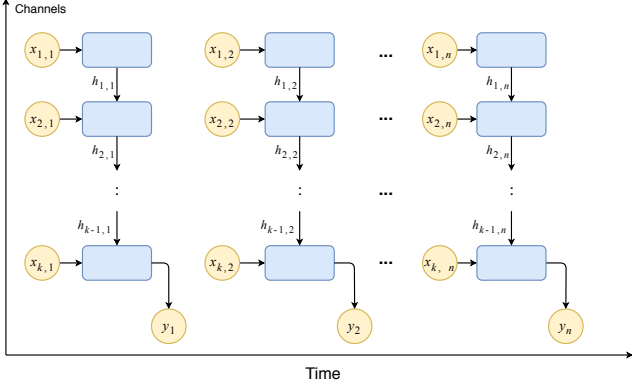 Channels
x1,1 x1,2 ... x1,n
h1,1 h1,2 h1,n
x2,1 x2,2 ... x2,n
h2,1 h2,2 h2,n
: : ... :
hk-1,1 hk-1,2 hk-1,n
xk,1 xk,2 ... xk, n
y1 y2 yn
Time